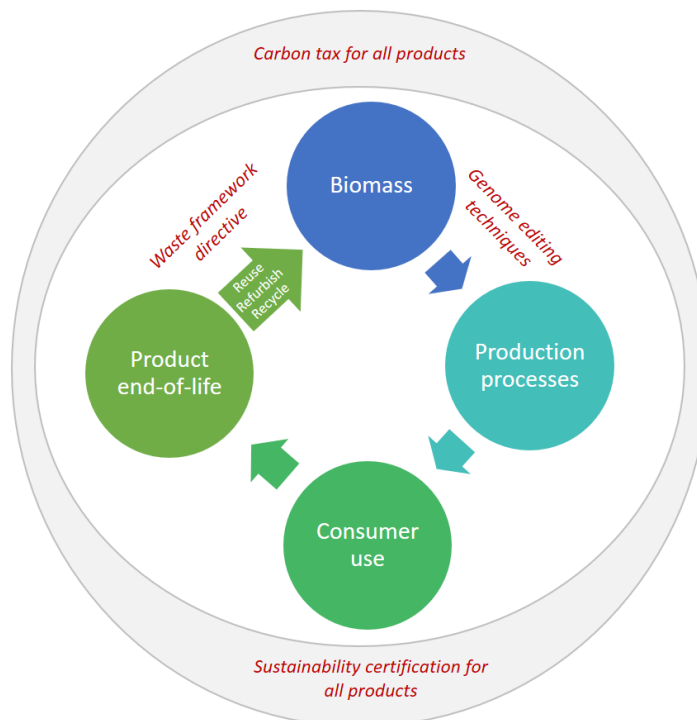 Carbon tax for all products
Biomass
Genome editing
techniques
Waste framework
directive
Reuse
Refurbish
Recycle
Product
end-of-life
Production
processes
Consumer
use
Sustainability certification for
all products